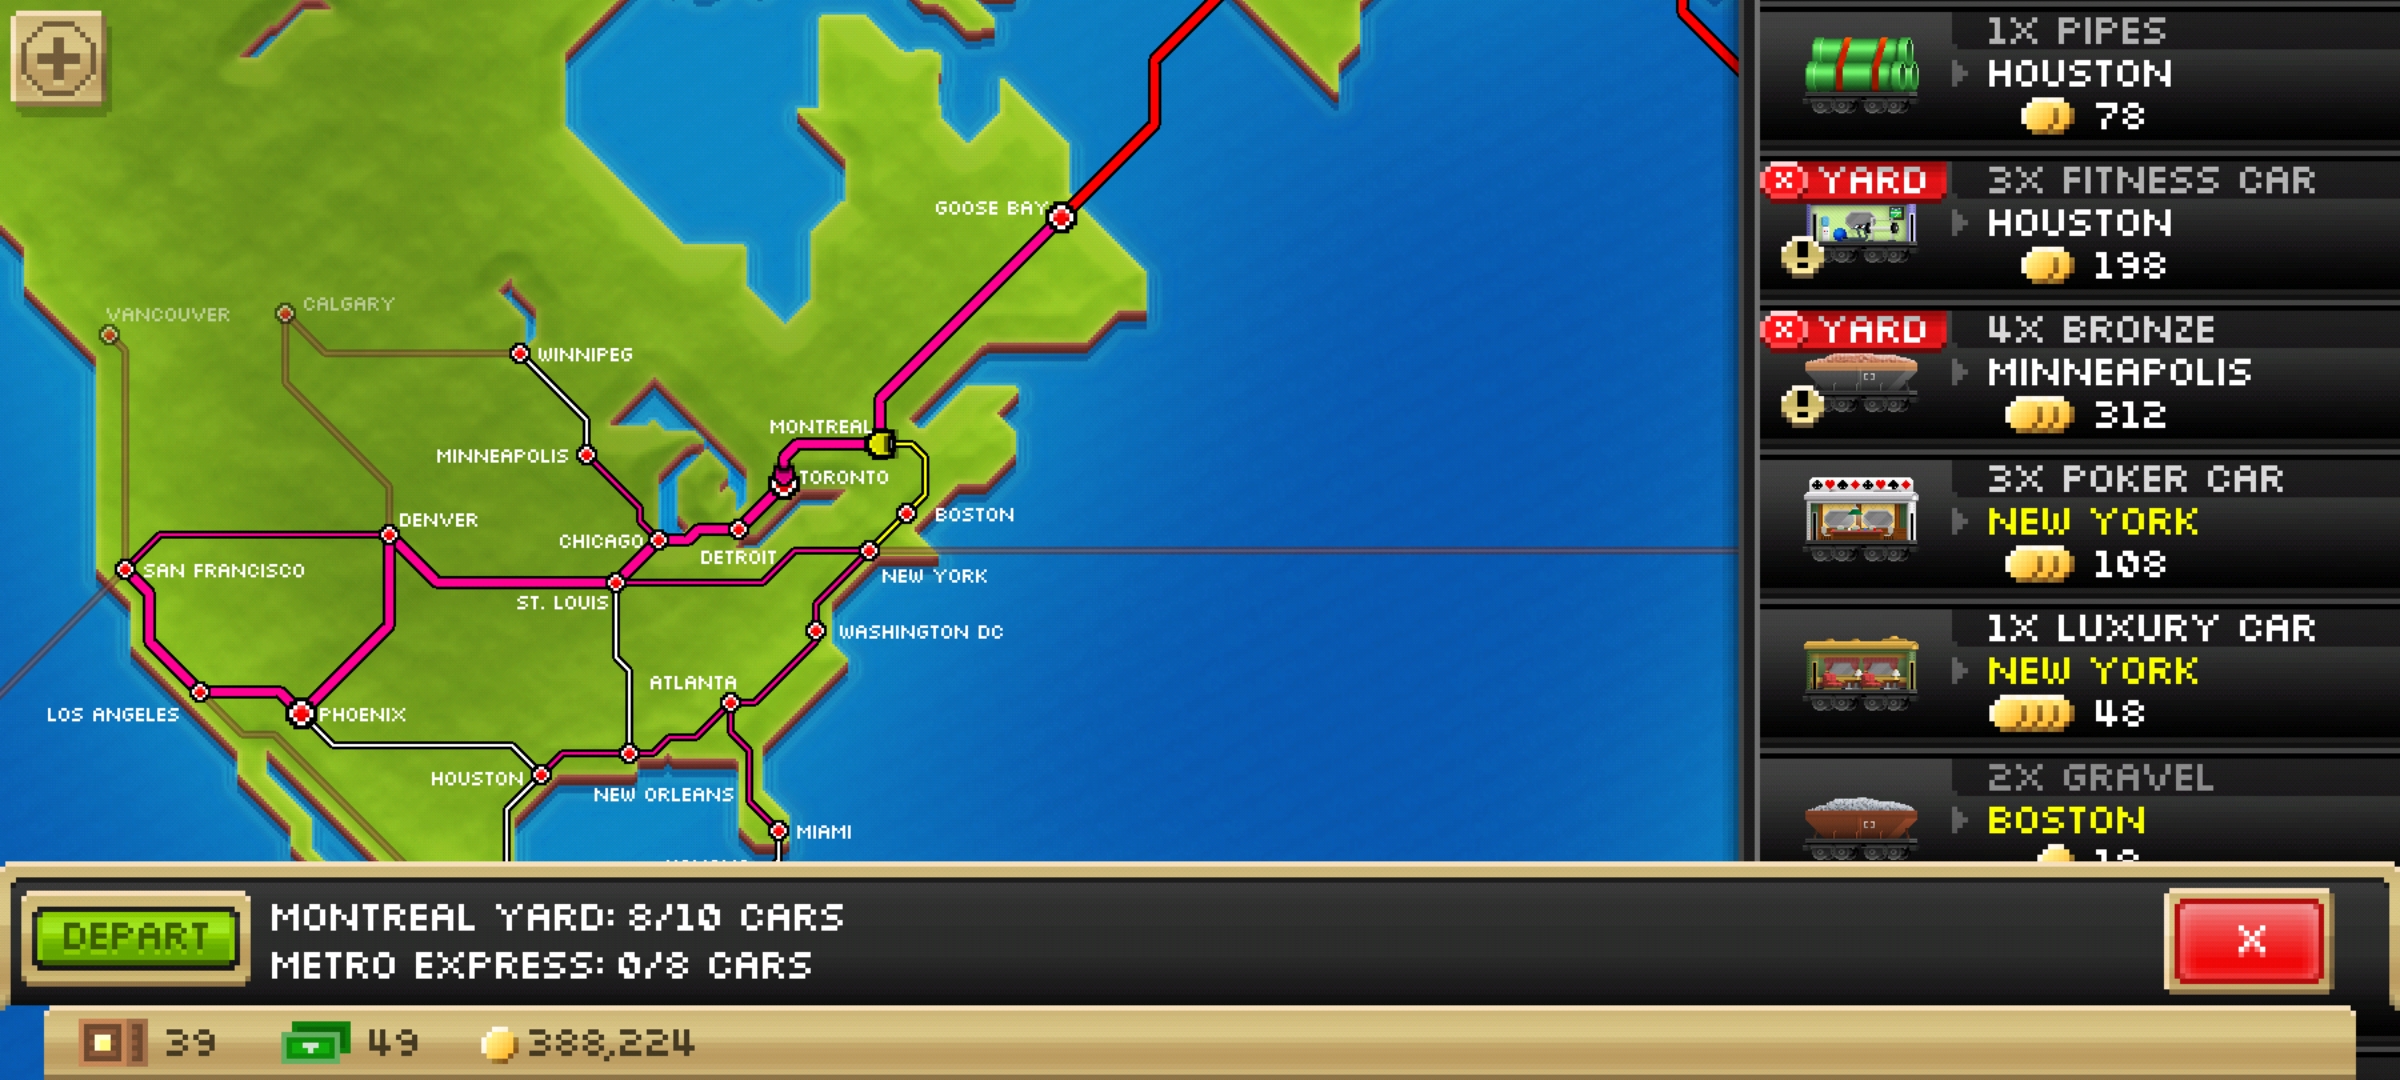 1X PIPES
HOUSTON
78
YARD
3X FITNESS CAR
HOUSTON
198
YARD
4X BRONZE
MINNEAPOLIS
312
3X POKER CAR
NEW YORK
108
1X LUXURY CAR
NEW YORK
48
2X GRAVEL
BOSTON
GOOSE BAY
VANCOUVER
CALGARY
WINNIPEG
MONTREAL
MINNEAPOLIS
TORONTO
BOSTON
DENVER
CHICAGO
DETROIT
SAN FRANCISCO
NEW YORK
ST. LOUIS
WASHINGTON DC
ATLANTA
LOS ANGELES
PHOENIX
HOUSTON
NEW ORLEANS
MIAMI
DEPART
MONTREAL YARD: 8/10 CARS
METRO EXPRESS: 0/8 CARS
X
39
49
388,224